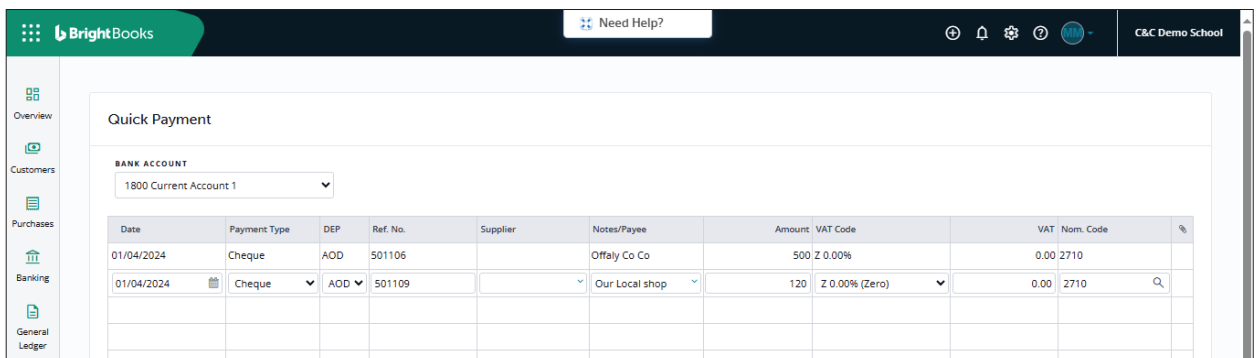 BrightBooks
Need Help?
MM
C&C Demo School
Overview
Customers
Purchases
Banking
General
Ledger
Quick Payment
BANK ACCOUNT
1800 Current Account 1
Date Payment Type DEP Ref. No. Supplier Notes/Payee Amount VAT Code VAT Nom. Code
01/04/2024 Cheque AOD 501106 Offaly Co Co 500 Z 0.00% 0.00 2710
01/04/2024 Cheque AOD 501109 Our Local shop 120 Z 0.00% (Zero) 0.00 2710